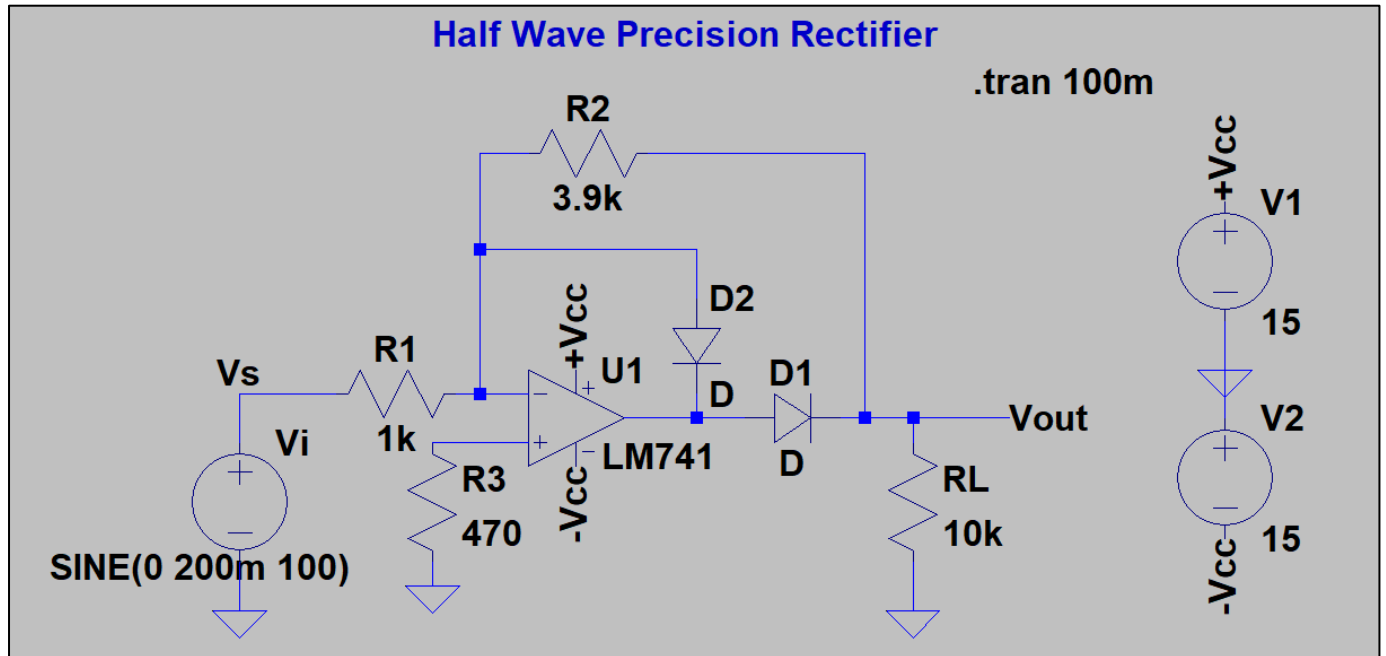 Half Wave Precision Rectifier
.tran 100m
R2
3.9k
+Vcc
V1
15
D2
D
+Vcc
U1
LM741
-Vcc
D1
D
R1
1k
Vs
Vi
SINE(0 200m 100)
R3
470
Vout
RL
10k
V2
15
-Vcc